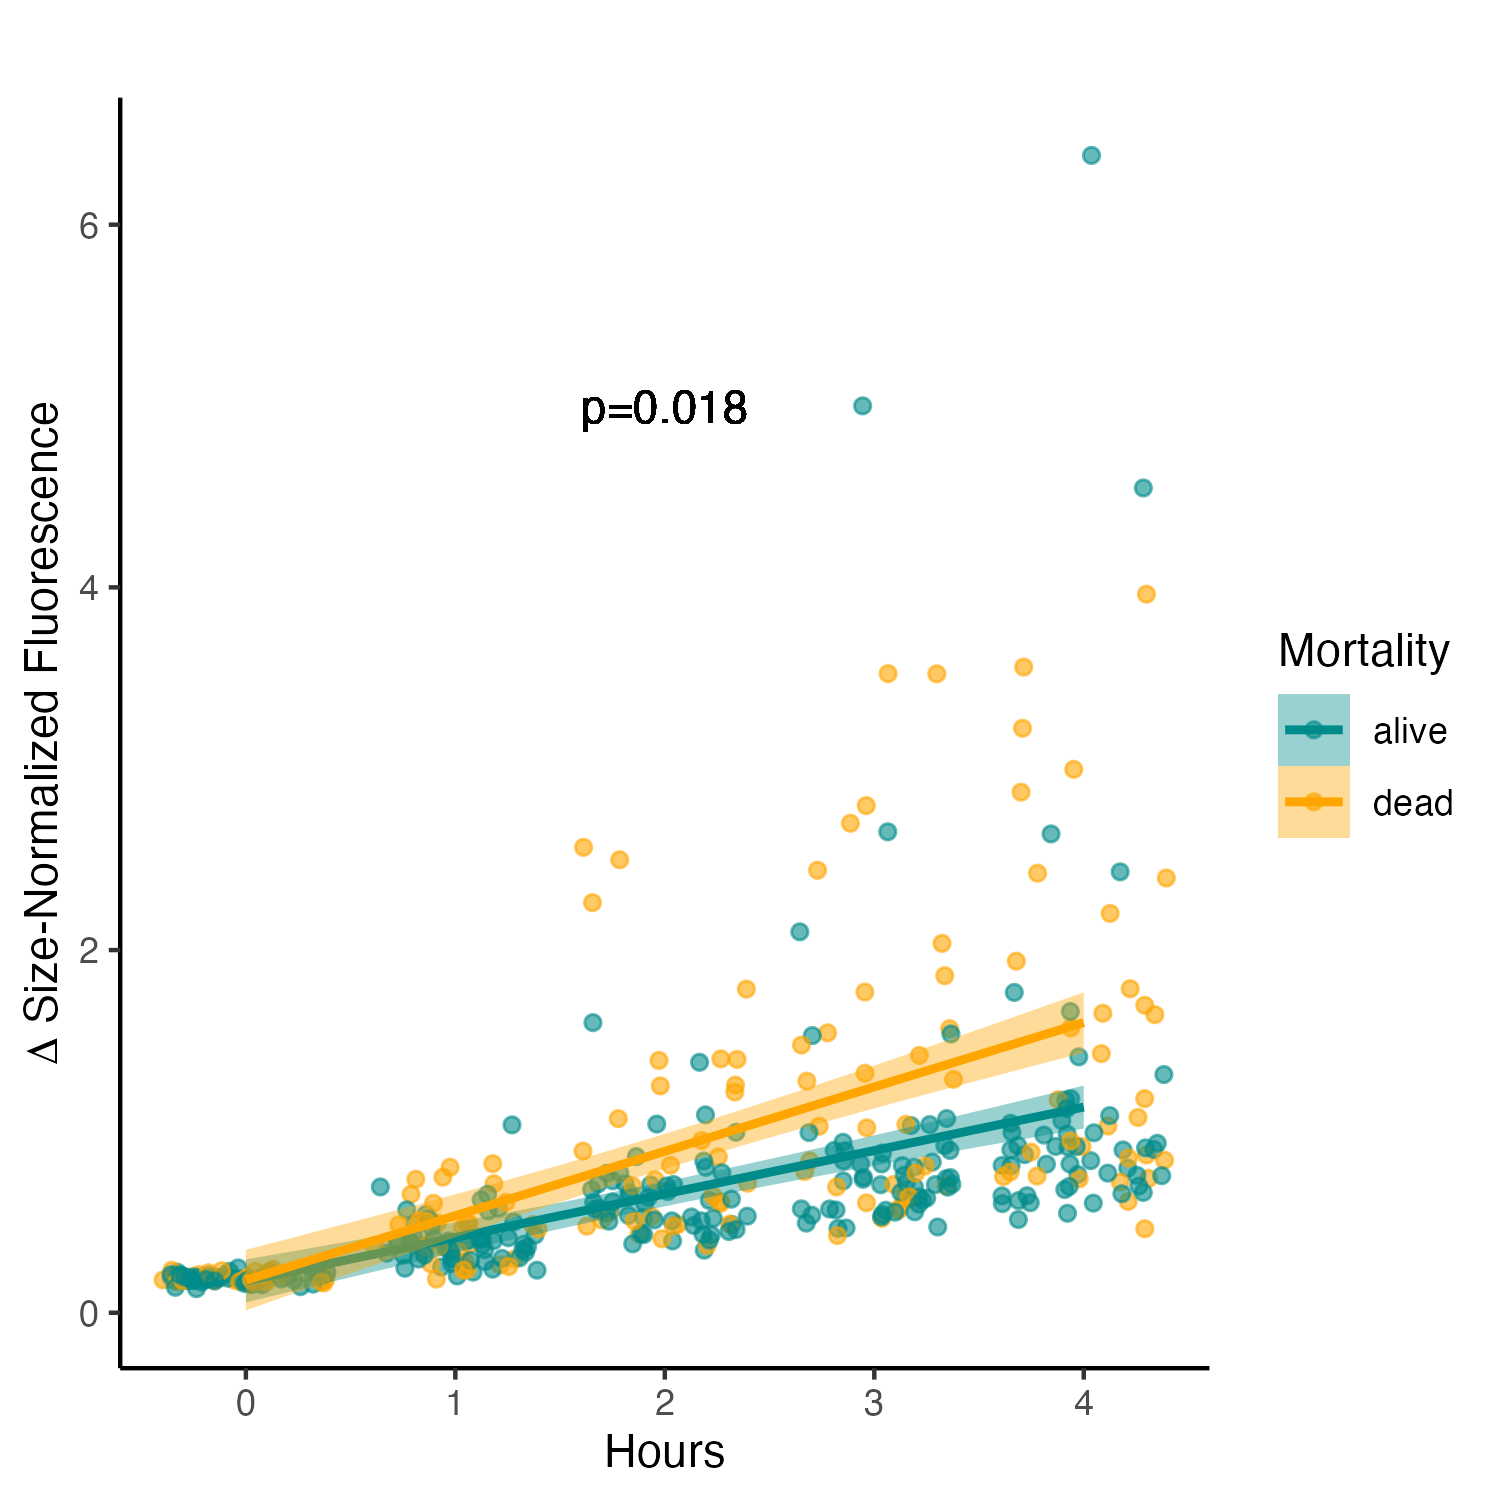 Δ Size-Normalized Fluorescence
6
4
2
0
p=0.018
0 1 2 3 4
Hours
Mortality
alive
dead